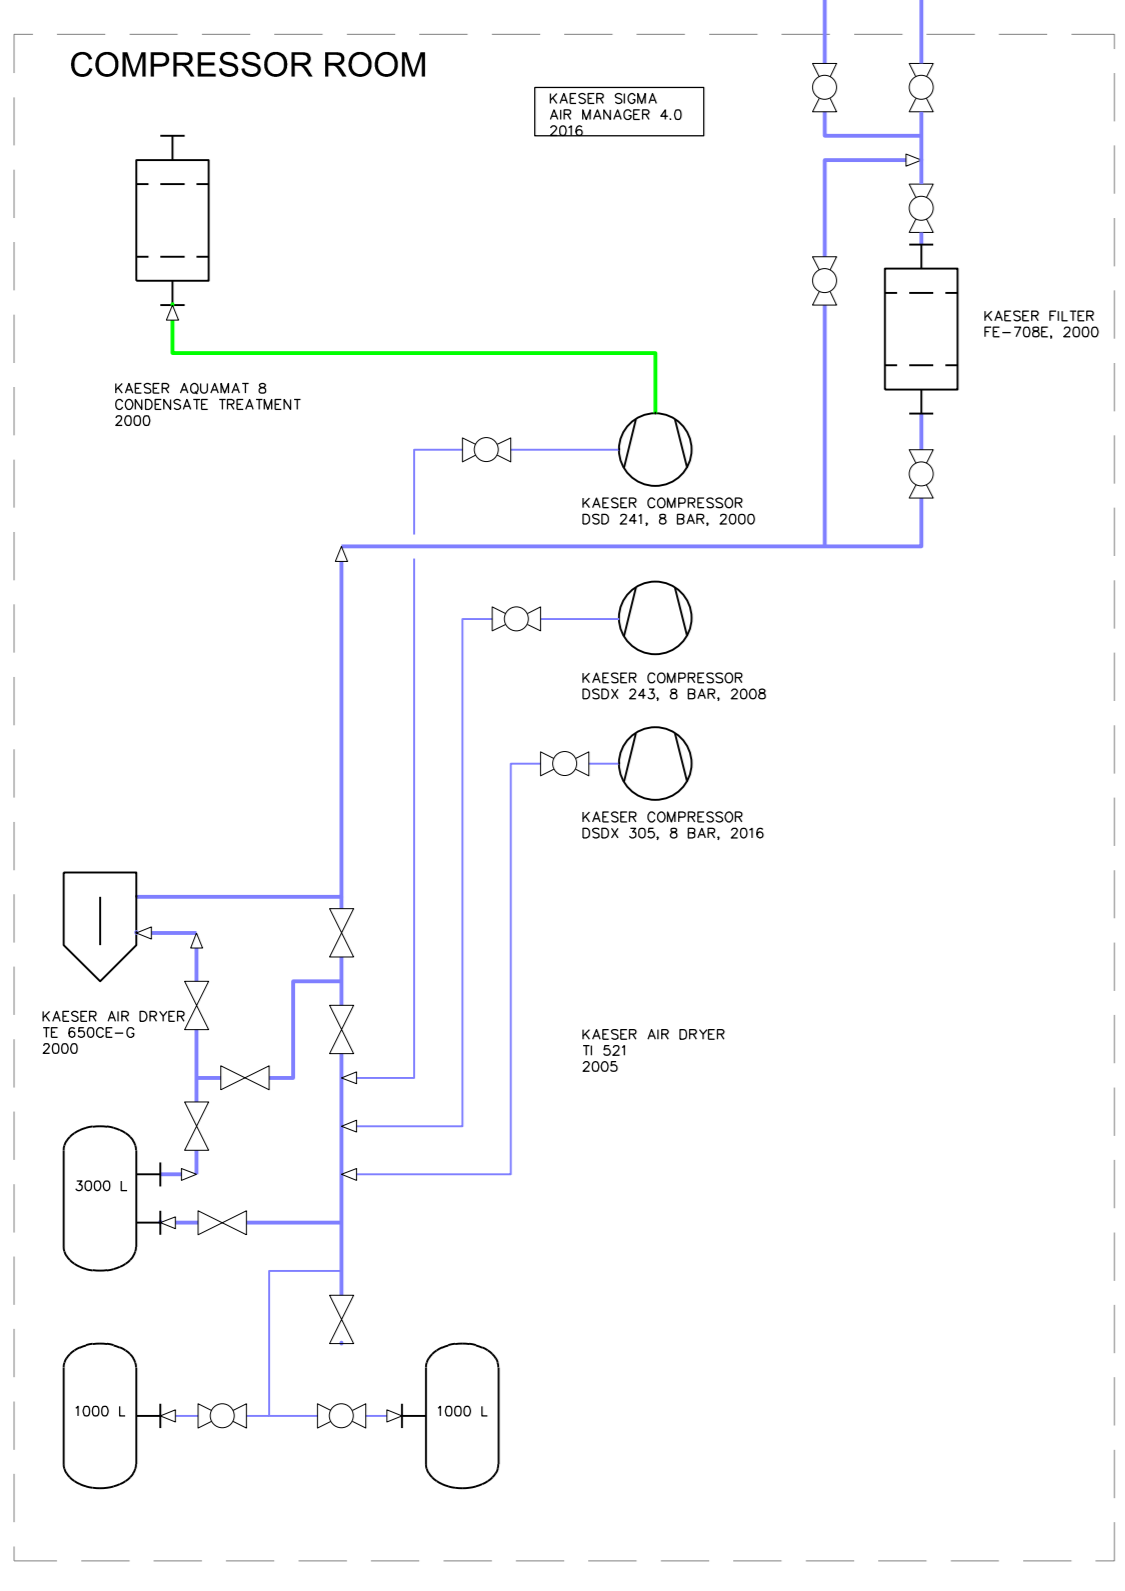 COMPRESSOR ROOM
KAESER SIGMA
AIR MANAGER 4.0
2016
KAESER FILTER
FE-708E, 2000
KAESER AQUAMAT 8
CONDENSATE TREATMENT
2000
KAESER COMPRESSOR
DSD 241, 8 BAR, 2000
KAESER COMPRESSOR
DSDX 243, 8 BAR, 2008
KAESER COMPRESSOR
DSDX 305, 8 BAR, 2016
KAESER AIR DRYER
TE 650CE-G
2000
KAESER AIR DRYER
TI 521
2005
3000 L
1000 L
1000 L